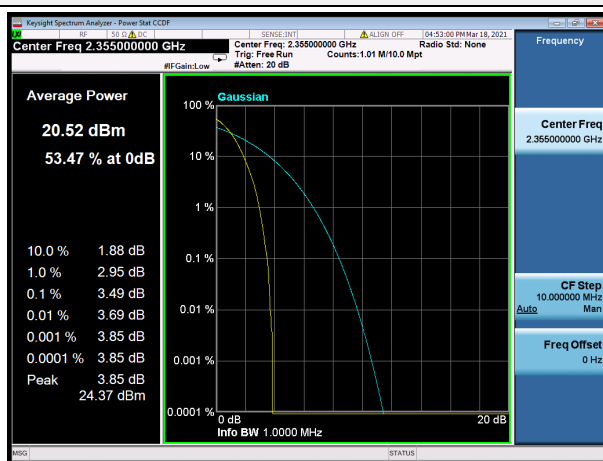 Keysight Spectrum Analyzer - Power Stat CCDF
RF 50 Ω DC SENSE:INT ALIGN OFF 04:53:00 PM Mar 18, 2021
Center Freq 2.355000000 GHz
Center Freq: 2.355000000 GHz Radio Std: None
Trig: Free Run Counts:1.01 M/10.0 Mpt
#IFGain:Low #Atten: 20 dB
Frequency
Average Power
20.52 dBm
53.47 % at 0dB
10.0 % 1.88 dB
1.0 % 2.95 dB
0.1 % 3.49 dB
0.01 % 3.69 dB
0.001 % 3.85 dB
0.0001 % 3.85 dB
Peak 3.85 dB
24.37 dBm
Gaussian
100 %
10 %
1 %
0.1 %
0.01 %
0.001 %
0.0001 %
0 dB 20 dB
Info BW 1.0000 MHz
Center Freq
2.355000000 GHz
CF Step
10.000000 MHz
Auto Man
Freq Offset
0 Hz
MSG STATUS